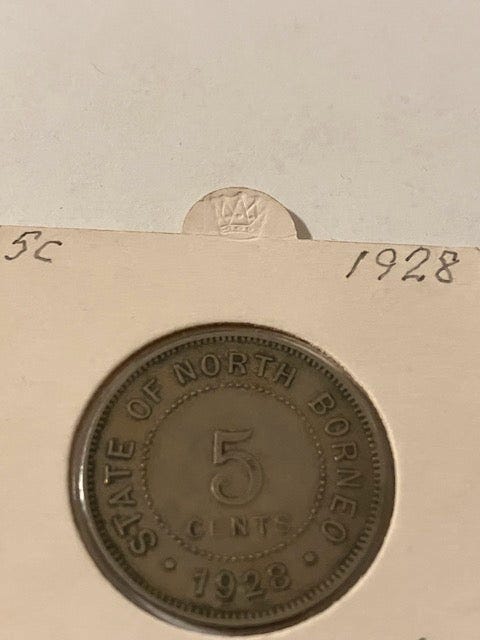 5c 1928
STATE OF NORTH BORNEO
5
CENTS
• 1928 •